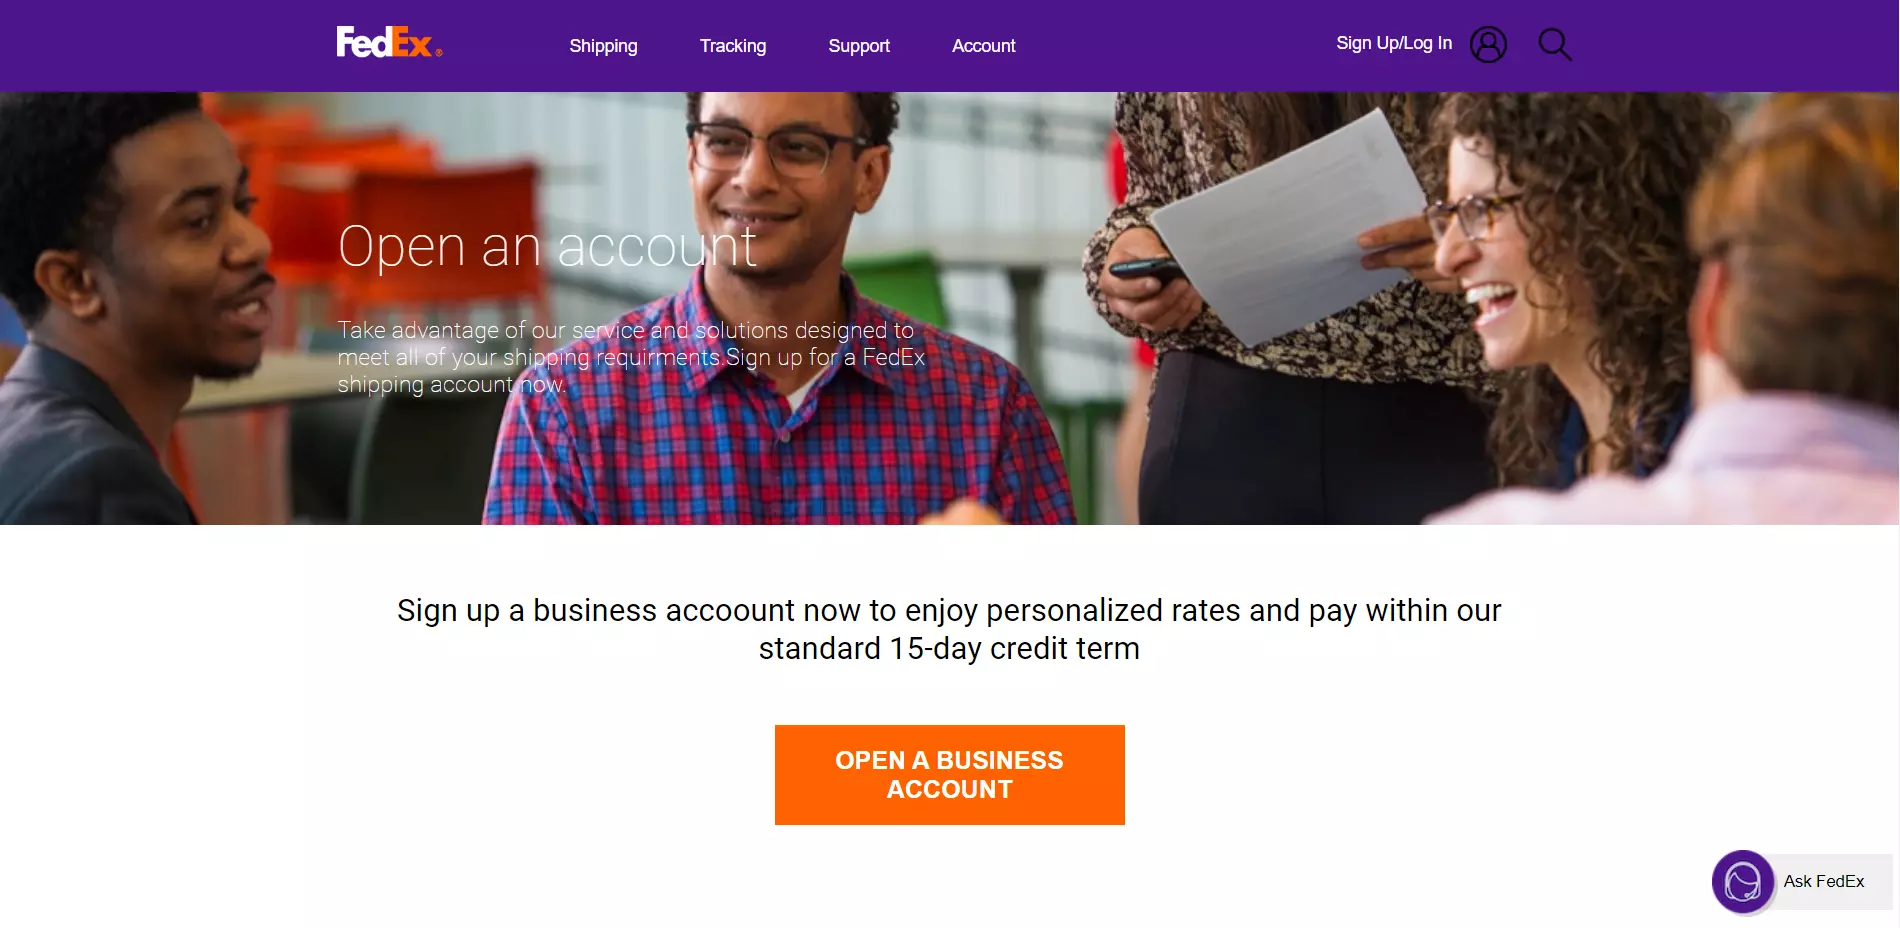 FedEx®
Shipping
Tracking
Support
Account
Sign Up/Log In
Open an account
Take advantage of our service and solutions designed to
meet all of your shipping requirments.Sign up for a FedEx
shipping account now.
Sign up a business accoount now to enjoy personalized rates and pay within our
standard 15-day credit term
OPEN A BUSINESS
ACCOUNT
Ask FedEx